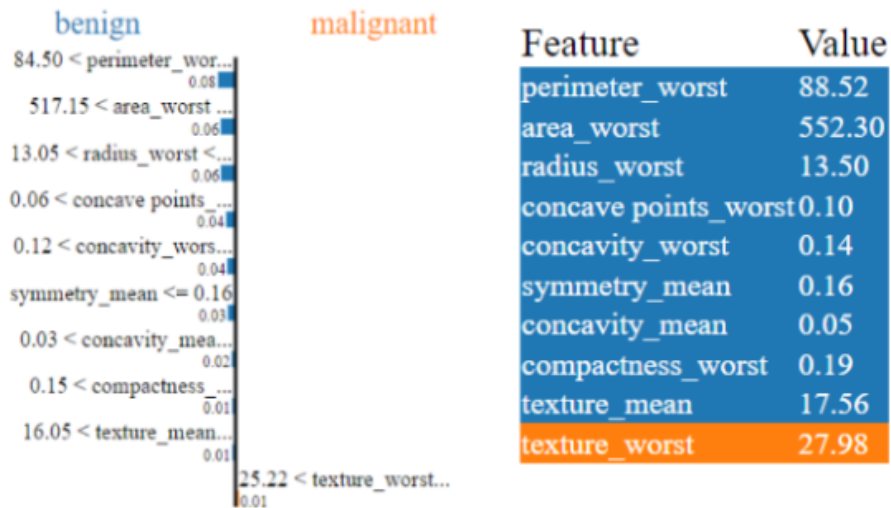 benign malignant
84.50 < perimeter_wor...
0.08
517.15 < area_worst ...
0.06
13.05 < radius_worst <...
0.06
0.06 < concave points_...
0.04
0.12 < concavity_wors...
0.04
symmetry_mean <= 0.16
0.03
0.03 < concavity_mea...
0.02
0.15 < compactness_...
0.01
16.05 < texture_mean...
0.01
25.22 < texture_worst...
0.01
Feature Value
perimeter_worst 88.52
area_worst 552.30
radius_worst 13.50
concave points_worst 0.10
concavity_worst 0.14
symmetry_mean 0.16
concavity_mean 0.05
compactness_worst 0.19
texture_mean 17.56
texture_worst 27.98